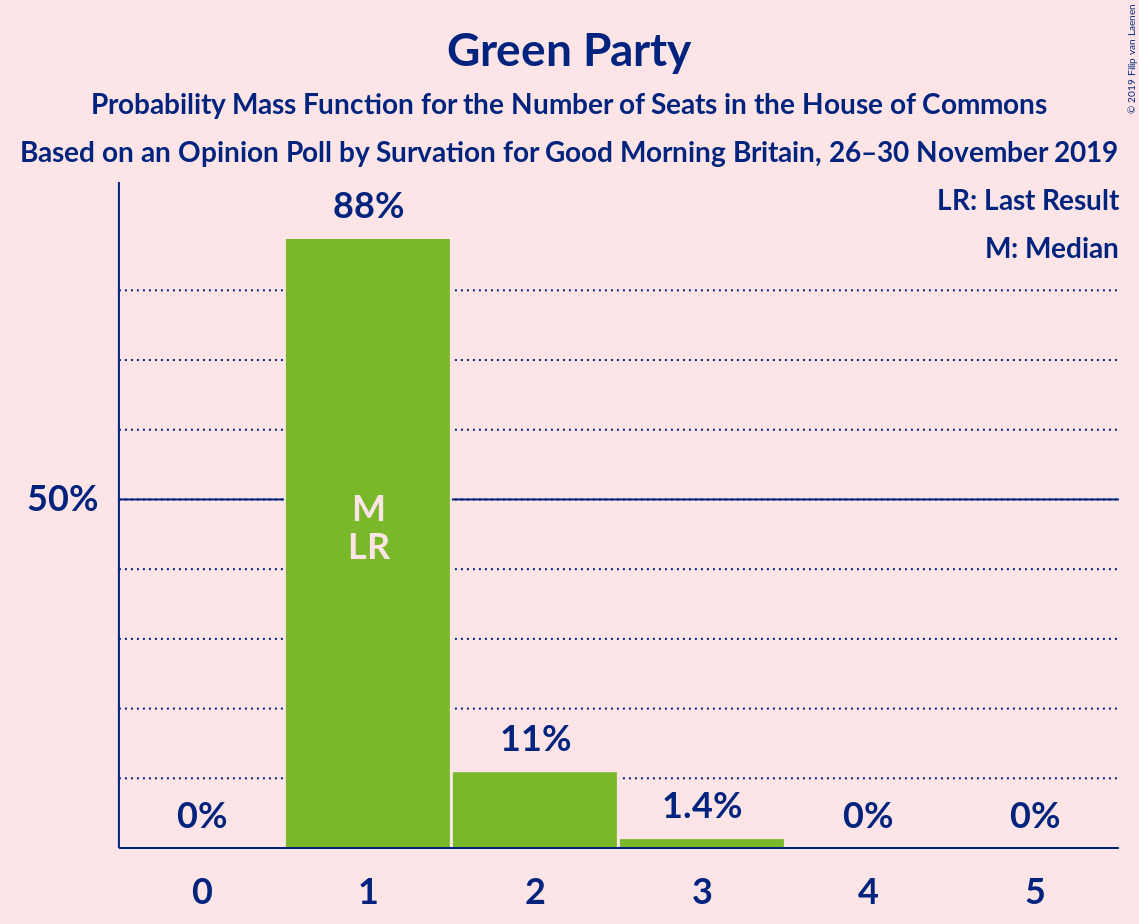 Green Party
Probability Mass Function for the Number of Seats in the House of Commons
Based on an Opinion Poll by Survation for Good Morning Britain, 26–30 November 2019
© 2019 Filip van Laenen
LR: Last Result
M: Median
88%
50%
M
LR
11%
1.4%
0%
0%
0%
0
1
2
3
4
5